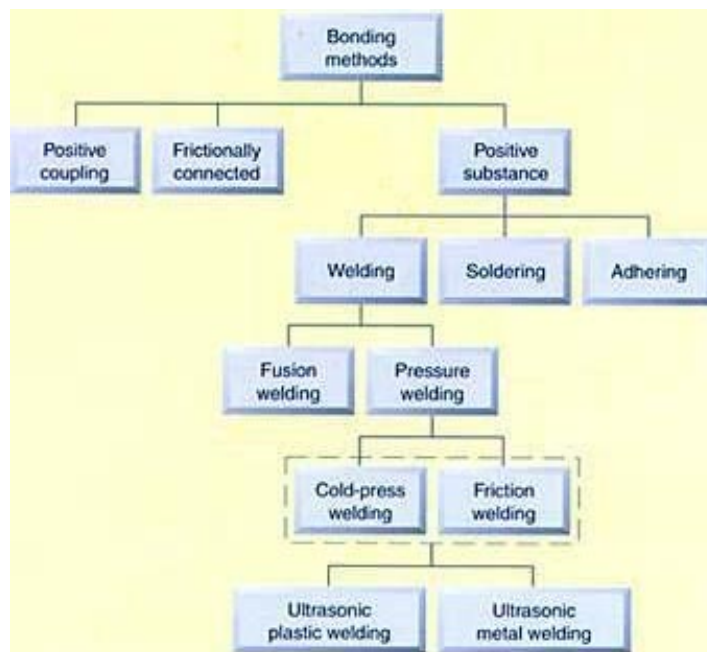 Bonding
methods
Positive
coupling
Frictionally
connected
Positive
substance
Welding
Soldering
Adhering
Fusion
welding
Pressure
welding
Cold-press
welding
Friction
welding
Ultrasonic
plastic welding
Ultrasonic
metal welding